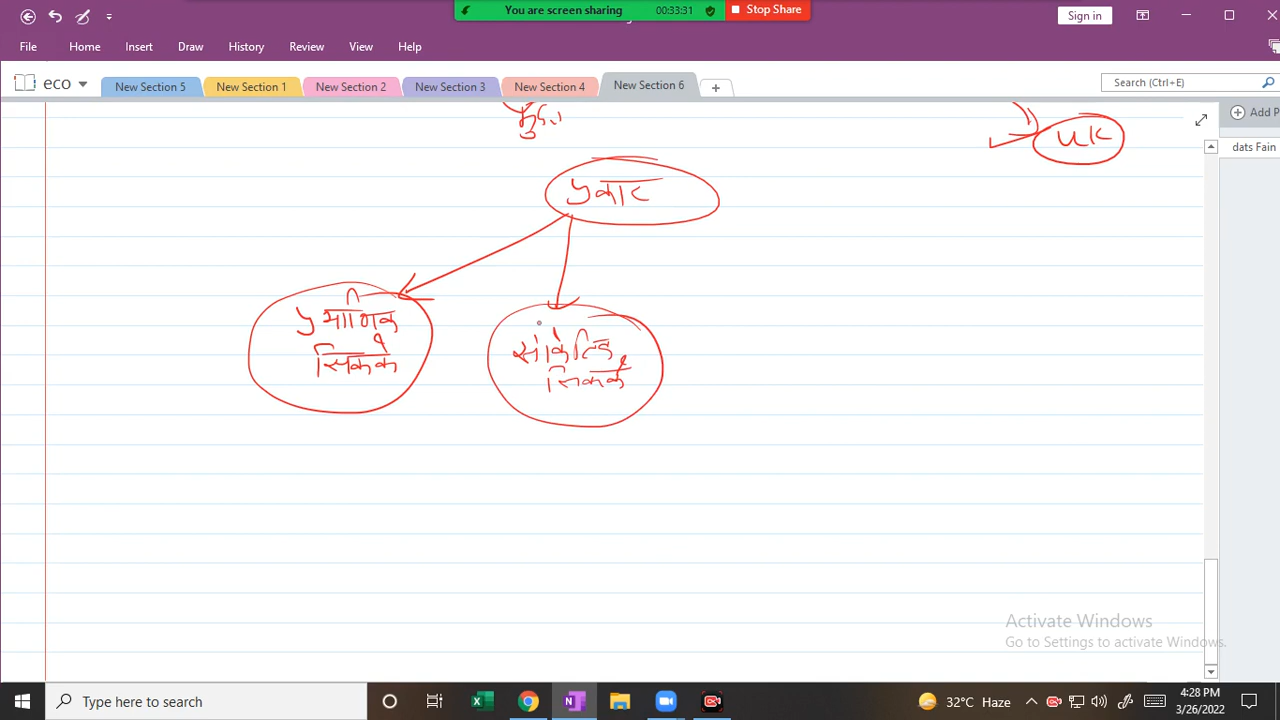 You are screen sharing 00:33:31 Stop Share
Sign in
File Home Insert Draw History Review View Help
eco New Section 5 New Section 1 New Section 2 New Section 3 New Section 4 New Section 6
Search (Ctrl+E)
Add P
dats Fain
UK
प्रकार
प्रमाणिक
सिक्के
सांकेतिक
सिक्के
Activate Windows
Go to Settings to activate Windows.
Type here to search
32°C Haze
4:28 PM
3/26/2022